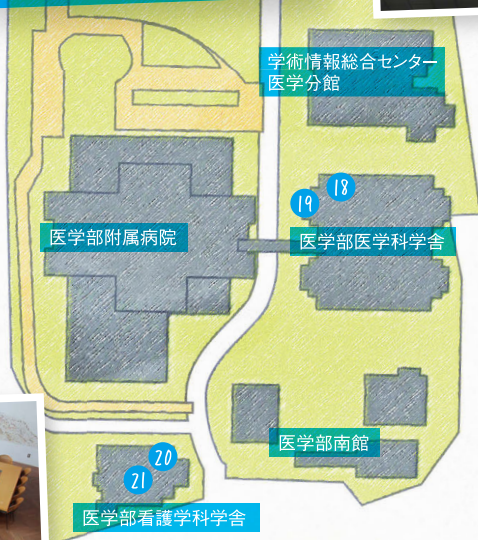 学術情報総合センター
医学分館
18
19
医学部附属病院
医学部医学科学舎
医学部南館
20
21
医学部看護学科学舎